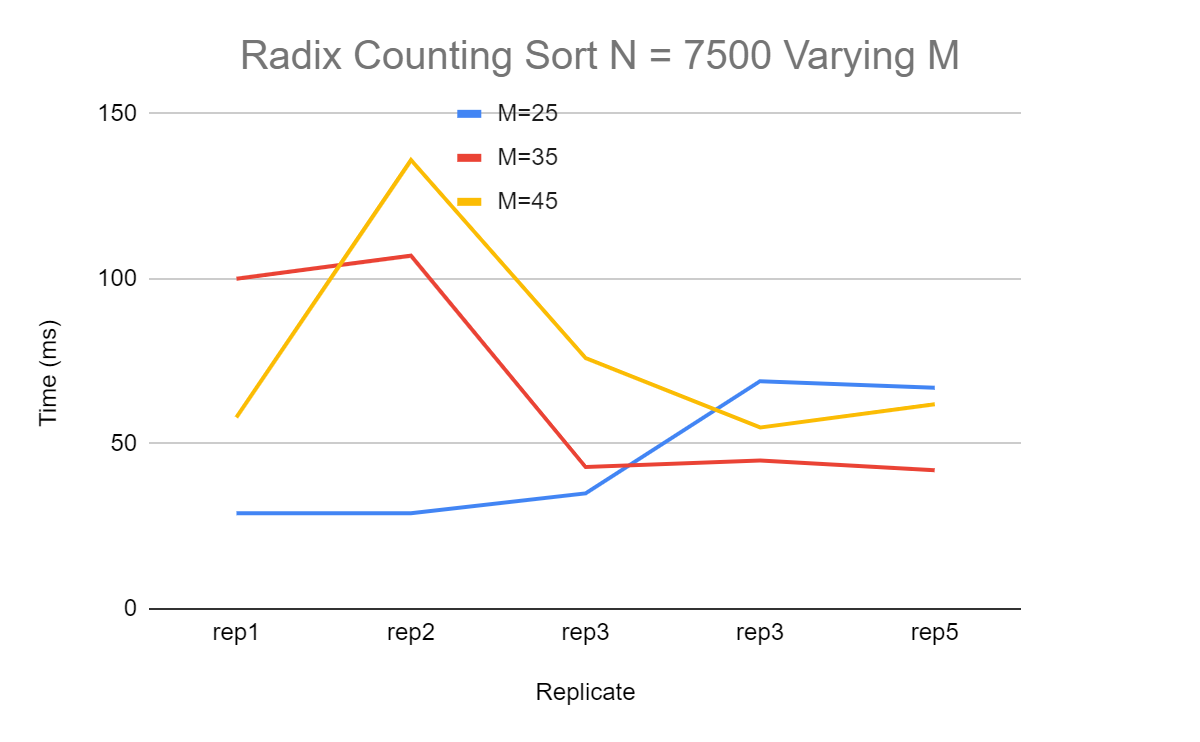 Radix Counting Sort N = 7500 Varying M
M=25
M=35
M=45
150
100
50
0
Time (ms)
rep1 rep2 rep3 rep3 rep5
Replicate